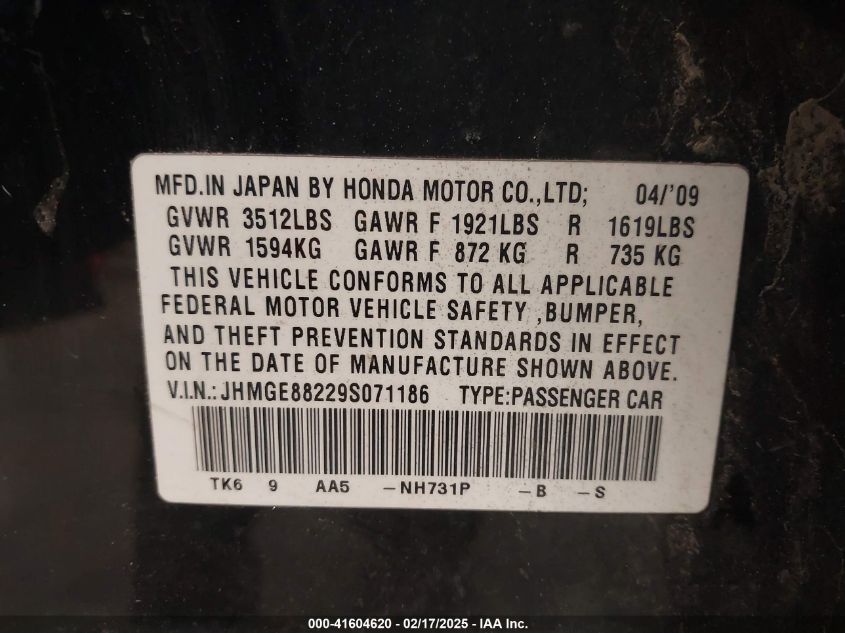 MFD.IN JAPAN BY HONDA MOTOR CO.,LTD; 04/'09
GVWR 3512LBS GAWR F 1921LBS R 1619LBS
GVWR 1594KG GAWR F 872 KG R 735 KG
THIS VEHICLE CONFORMS TO ALL APPLICABLE
FEDERAL MOTOR VEHICLE SAFETY ,BUMPER,
AND THEFT PREVENTION STANDARDS IN EFFECT
ON THE DATE OF MANUFACTURE SHOWN ABOVE.
V.I.N.: JHMGE88229S071186 TYPE:PASSENGER CAR
TK6 9 AA5 -NH731P -B -S
000-41604620 - 02/17/2025 - IAA Inc.